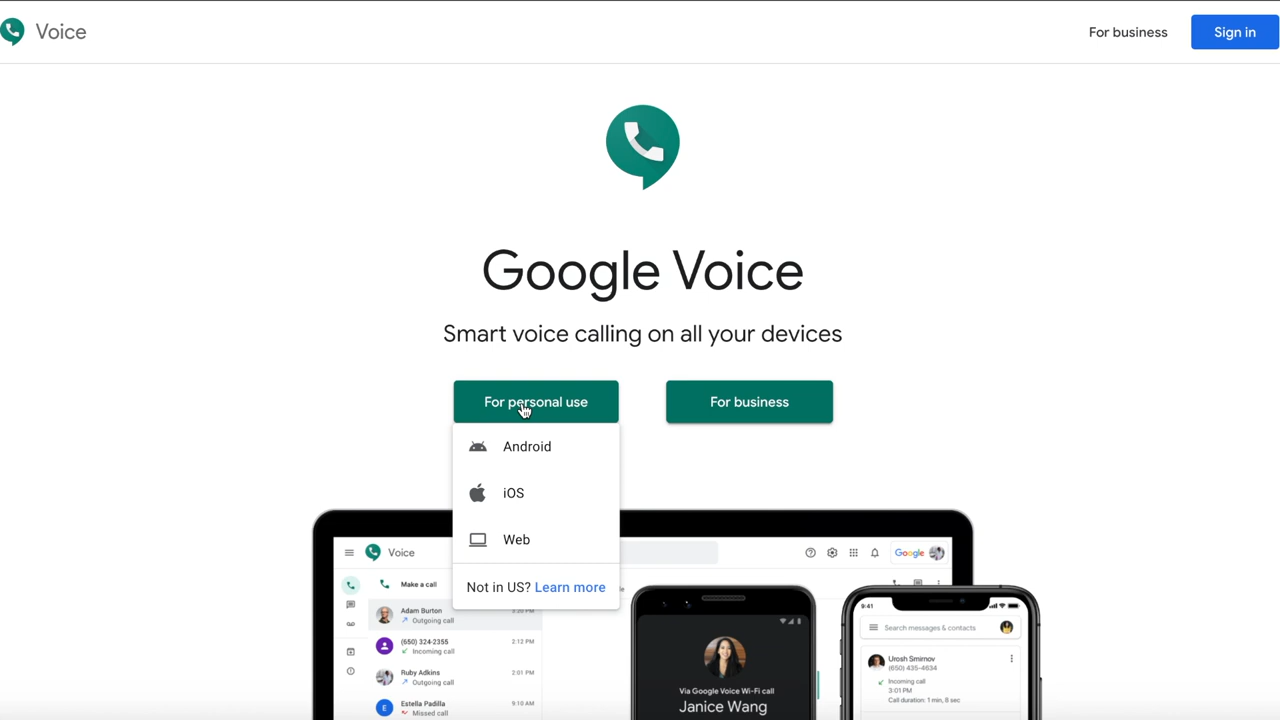 Voice
For business
Sign in
Google Voice
Smart voice calling on all your devices
For personal use
For business
Android
iOS
Web
Not in US? Learn more
Voice
Google
Make a call
Adam Burton
Outgoing call
(650) 324-2355
2:12 PM
Incoming call
Ruby Adkins
2:01 PM
Outgoing call
Estella Padilla
9:10 AM
Missed call
Via Google Voice Wi-Fi call
Janice Wang
9:41
Search messages & contacts
Urosh Smirnov
(650) 435-4634
Incoming call
3:01 PM
Call duration: 1 min, 8 sec